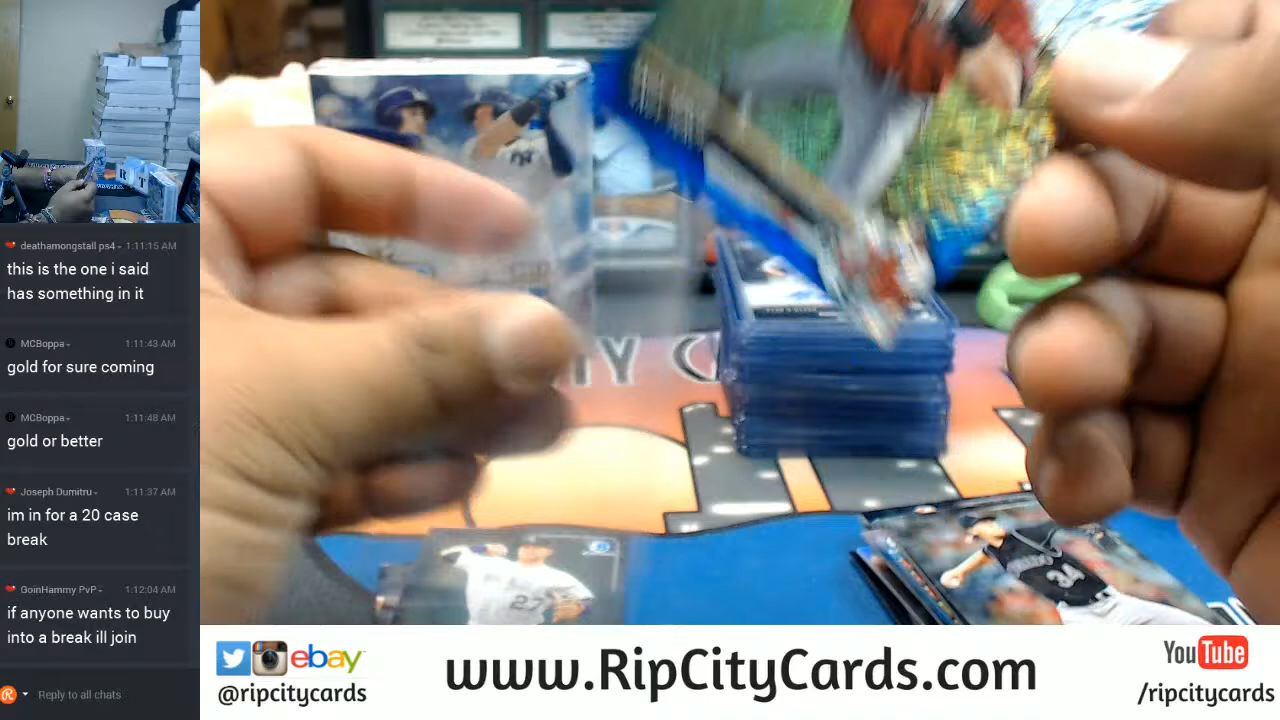 deathamongstall ps4 - 1:11:15 AM
this is the one i said
has something in it
MCBoppa - 1:11:43 AM
gold for sure coming
MCBoppa - 1:11:48 AM
gold or better
Joseph Dumitru - 1:11:37 AM
im in for a 20 case
break
GoinHammy PvP - 1:12:04 AM
if anyone wants to buy
into a break ill join
Reply to all chats
27
34
ebay
@ripcitycards
www.RipCityCards.com
YouTube
/ripcitycards